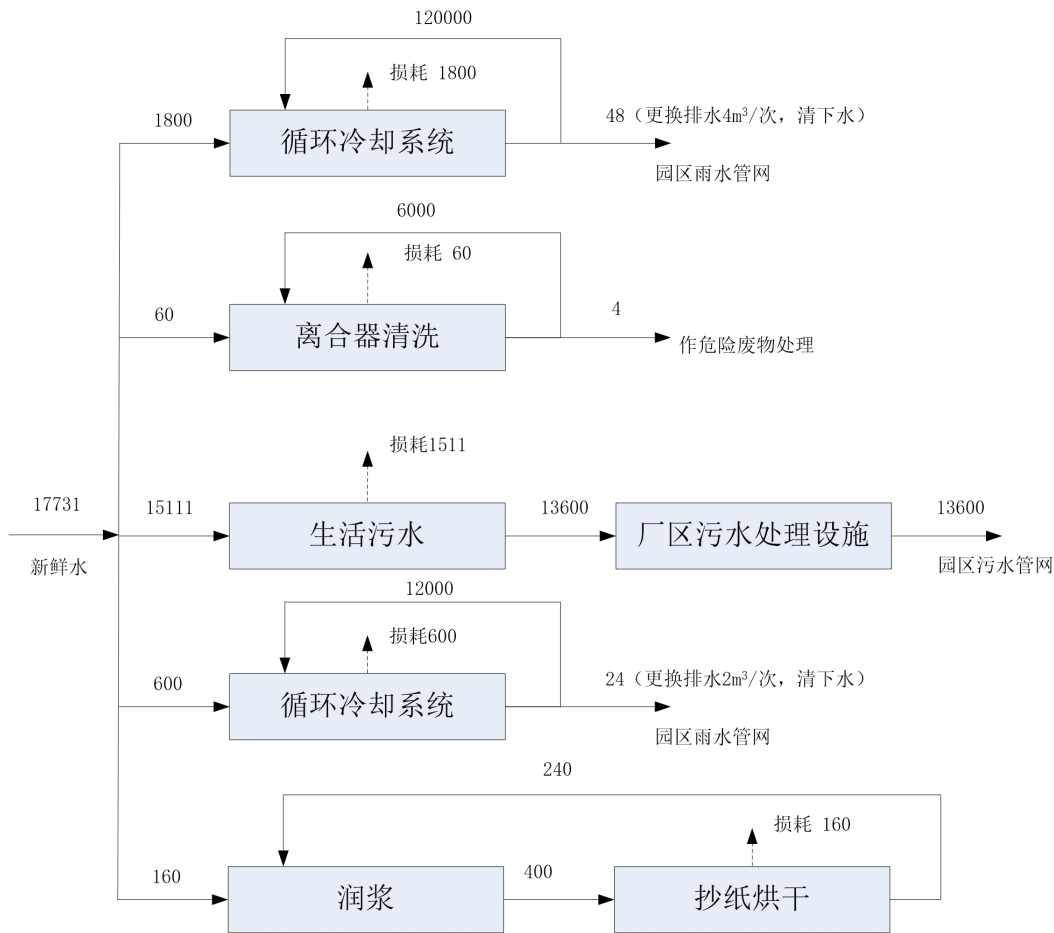 120000
损耗 1800
48（更换排水4m³/次，清下水）
1800
循环冷却系统
园区雨水管网
6000
损耗 60
60
离合器清洗
4
作危险废物处理
损耗1511
17731
15111
生活污水
13600
厂区污水处理设施
13600
新鲜水
园区污水管网
12000
损耗600
600
循环冷却系统
24（更换排水2m³/次，清下水）
园区雨水管网
240
损耗 160
160
润浆
400
抄纸烘干